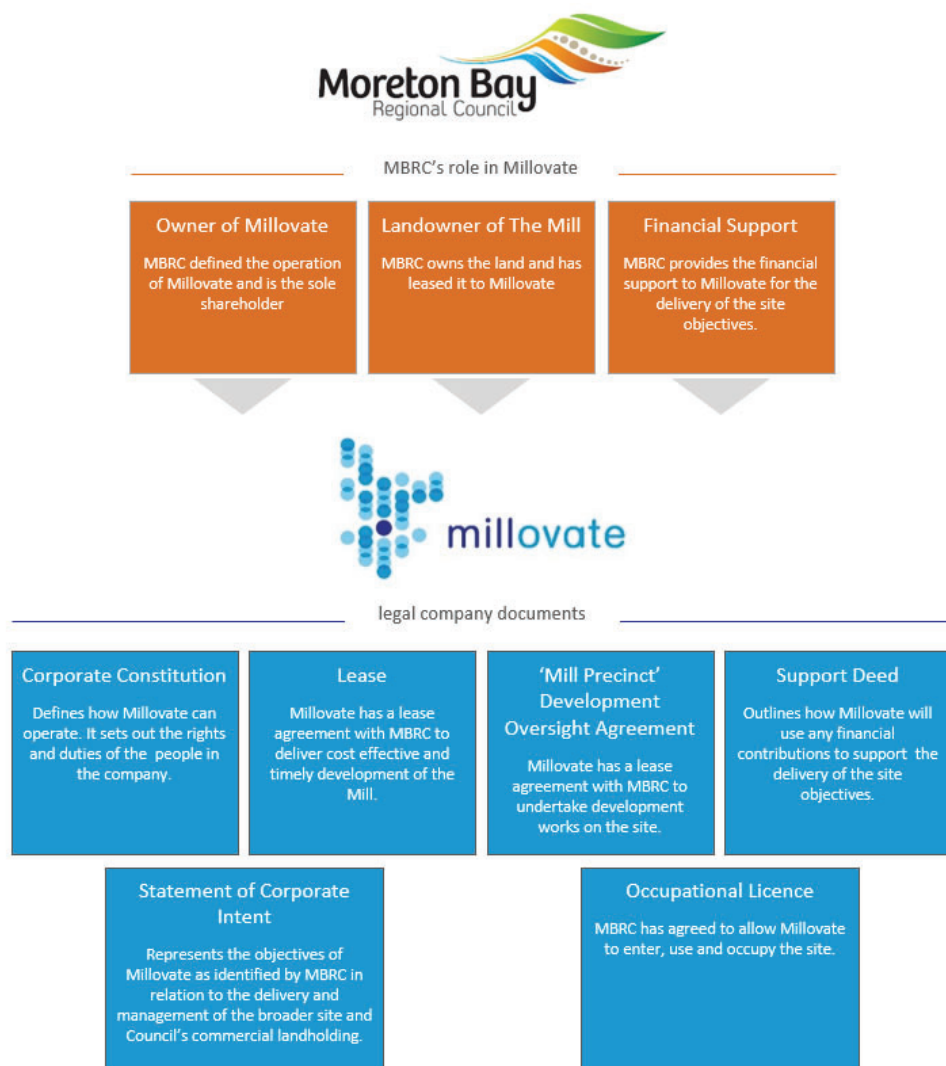 Moreton Bay
Regional Council
MBRC's role in Millovate
Owner of Millovate
MBRC defined the operation
of Millovate and is the sole
shareholder
Landowner of The Mill
MBRC owns the land and has
leased it to Millovate
Financial Support
MBRC provides the financial
support to Millovate for the
delivery of the site
objectives.
millovate
legal company documents
Corporate Constitution
Defines how Millovate can
operate. It sets out the rights
and duties of the people in
the company.
Lease
Millovate has a lease
agreement with MBRC to
deliver cost effective and
timely development of the
Mill.
‘Mill Precinct’
Development
Oversight Agreement
Millovate has a lease
agreement with MBRC to
undertake development
works on the site.
Support Deed
Outlines how Millovate will
use any financial
contributions to support the
delivery of the site
objectives.
Statement of Corporate
Intent
Represents the objectives of
Millovate as identified by MBRC in
relation to the delivery and
management of the broader site and
Council's commercial landholding.
Occupational Licence
MBRC has agreed to allow Millovate
to enter, use and occupy the site.